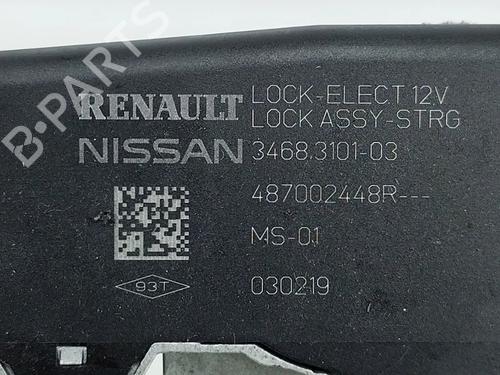 B-PARTS
RENAULT LOCK-ELECT 12V
LOCK ASSY-STRG
NISSAN 3468.3101-03
487002448R---
MS-01
93T 030219